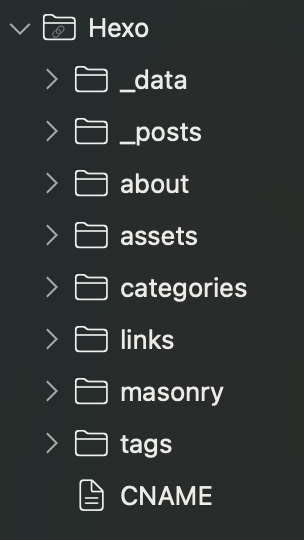 Hexo
_data
_posts
about
assets
categories
links
masonry
tags
CNAME